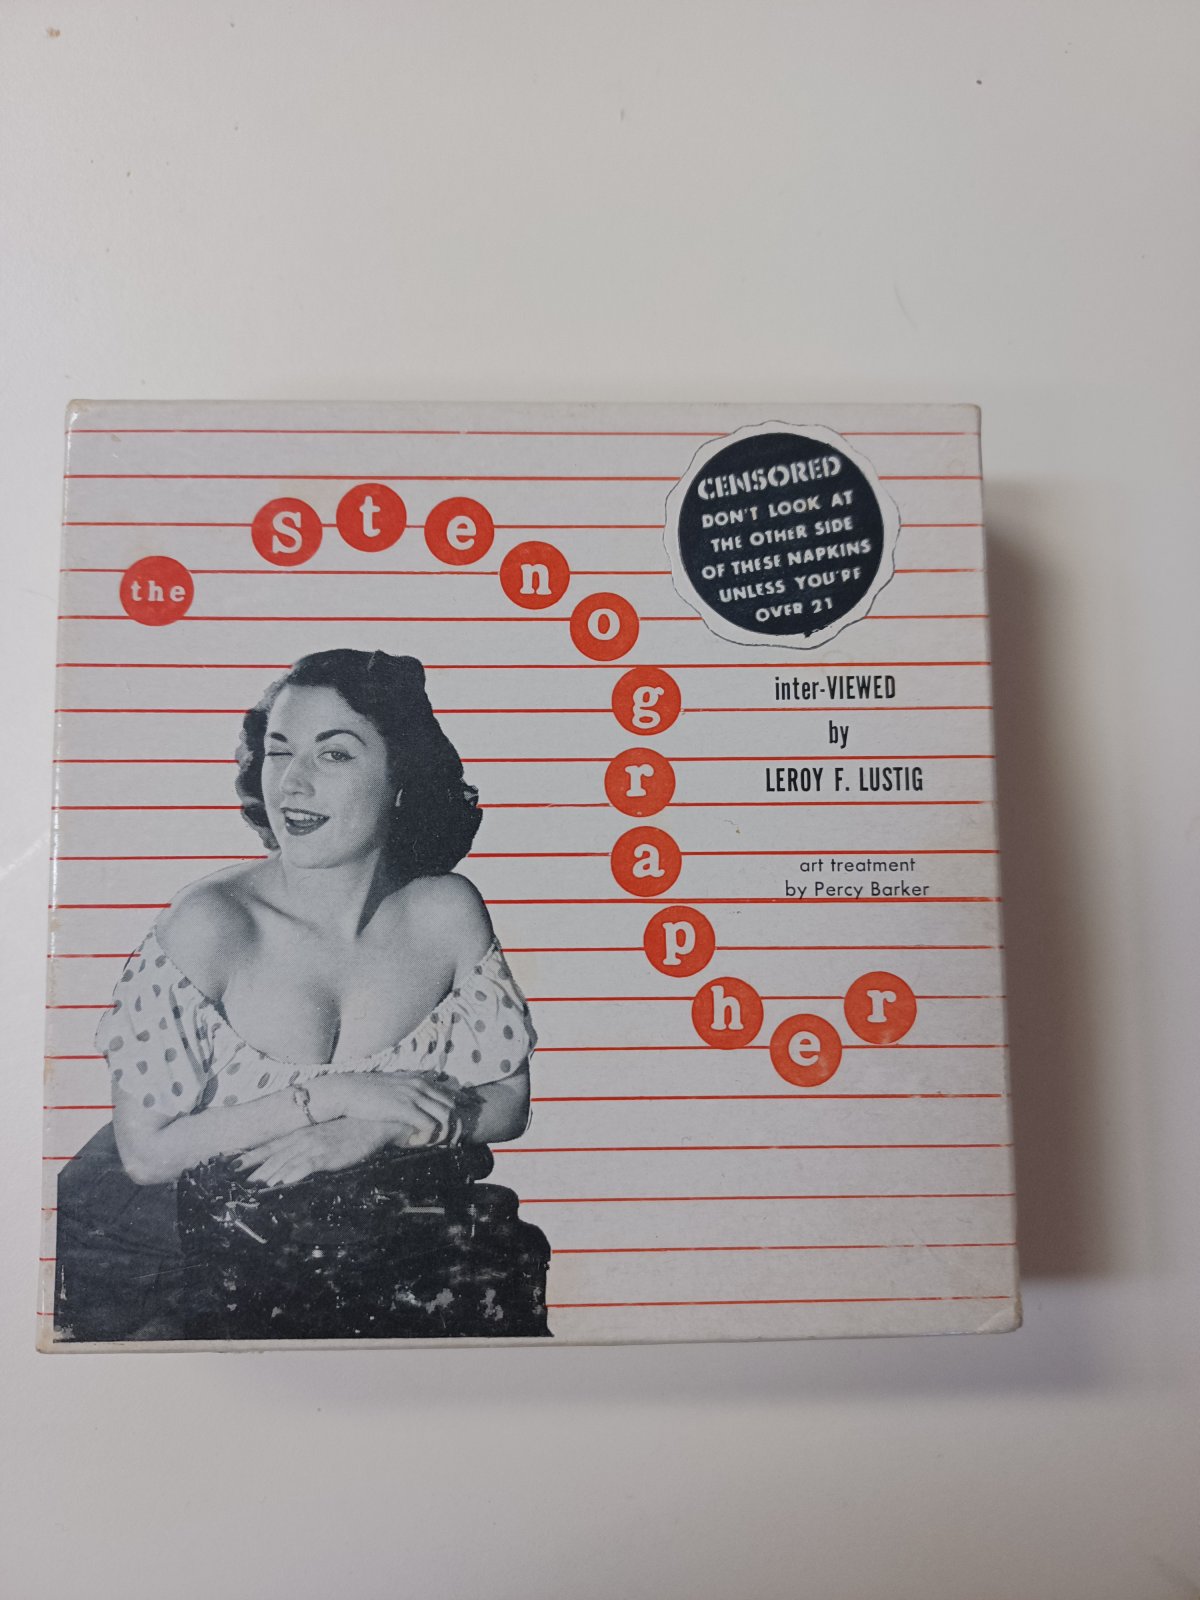 the Stenographer
CENSORED
DON'T LOOK AT
THE OTHER SIDE
OF THESE NAPKINS
UNLESS YOU'RE
OVER 21
inter-VIEWED
by
LEROY F. LUSTIG
art treatment
by Percy Barker